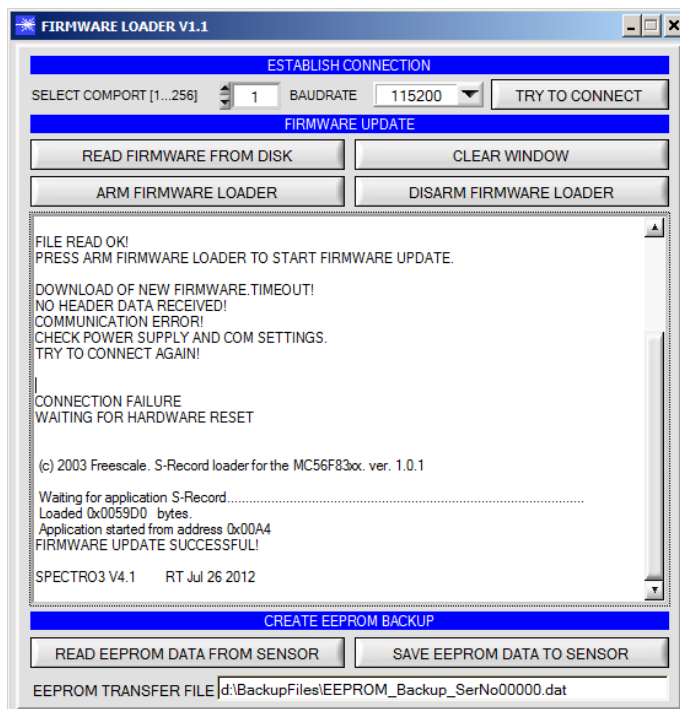 FIRMWARE LOADER V1.1
ESTABLISH CONNECTION
SELECT COMPORT [1...256] 1 BAUDRATE 115200 TRY TO CONNECT
FIRMWARE UPDATE
READ FIRMWARE FROM DISK CLEAR WINDOW
ARM FIRMWARE LOADER DISARM FIRMWARE LOADER
FILE READ OK!
PRESS ARM FIRMWARE LOADER TO START FIRMWARE UPDATE.
DOWNLOAD OF NEW FIRMWARE.TIMEOUT!
NO HEADER DATA RECEIVED!
COMMUNICATION ERROR!
CHECK POWER SUPPLY AND COM SETTINGS.
TRY TO CONNECT AGAIN!
CONNECTION FAILURE
WAITING FOR HARDWARE RESET
(c) 2003 Freescale. S-Record loader for the MC56F83xx. ver. 1.0.1
Waiting for application S-Record.........................................................................................
Loaded 0x0059D0 bytes.
Application started from address 0x00A4
FIRMWARE UPDATE SUCCESSFUL!
SPECTRO3 V4.1 RT Jul 26 2012
CREATE EEPROM BACKUP
READ EEPROM DATA FROM SENSOR SAVE EEPROM DATA TO SENSOR
EEPROM TRANSFER FILE d:\BackupFiles\EEPROM_Backup_SerNo00000.dat